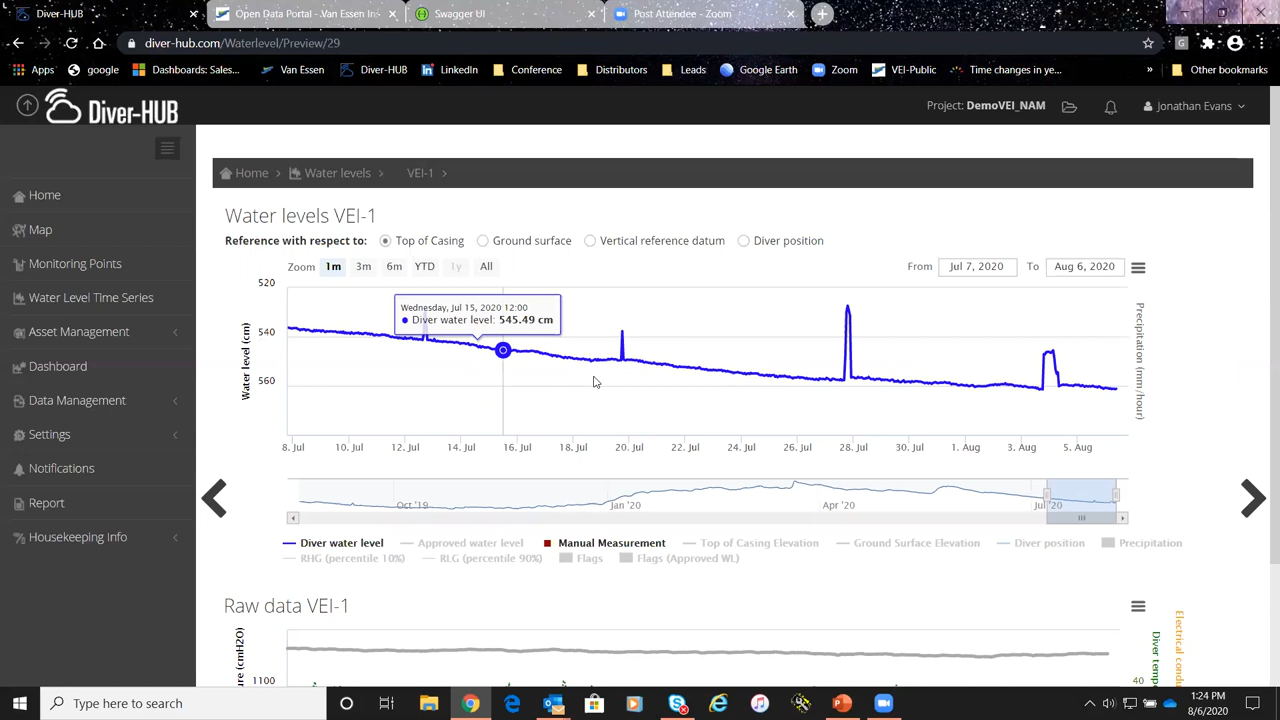 Diver-HUB
Open Data Portal - Van Essen Ins
Swagger UI
Post Attendee - Zoom
diver-hub.com/Waterlevel/Preview/29
Apps
google
Dashboards: Sales...
Van Essen
Diver-HUB
LinkedIn
Conference
Distributors
Leads
Google Earth
Zoom
VEI-Public
Time changes in ye...
»
Other bookmarks
Diver-HUB
Project: DemoVEI_NAM
Jonathan Evans
Home
Map
Monitoring Points
Water Level Time Series
Asset Management
Dashboard
Data Management
Settings
Notifications
Report
Housekeeping Info
Home > Water levels > VEI-1 >
Water levels VEI-1
Reference with respect to: Top of Casing Ground surface Vertical reference datum Diver position
Zoom 1m 3m 6m YTD 1y All
From Jul 7, 2020 To Aug 6, 2020
520
540
560
Water level (cm)
Precipitation (mm/hour)
Wednesday, Jul 15, 2020 12:00
Diver water level: 545.49 cm
8. Jul 10. Jul 12. Jul 14. Jul 16. Jul 18. Jul 20. Jul 22. Jul 24. Jul 26. Jul 28. Jul 30. Jul 1. Aug 3. Aug 5. Aug
Oct '19 Jan '20 Apr '20 Jul '20
Diver water level Approved water level Manual Measurement Top of Casing Elevation Ground Surface Elevation Diver position Precipitation
RHG (percentile 10%) RLG (percentile 90%) Flags Flags (Approved WL)
Raw data VEI-1
(cmH2O)
1100
40
Type here to search
1:24 PM
8/6/2020